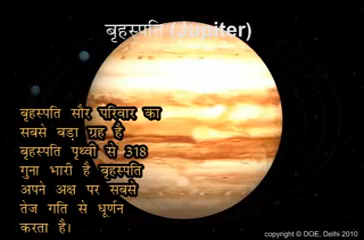 बृहस्पति (Jupiter)
बृहस्पति सौर परिवार का
सबसे बड़ा ग्रह है
बृहस्पति पृथ्वी से 318
गुना भारी है बृहस्पति
अपने अक्ष पर सबसे
तेज गति से धूर्णन
करता है।
copyright © DOE, Delhi 2010